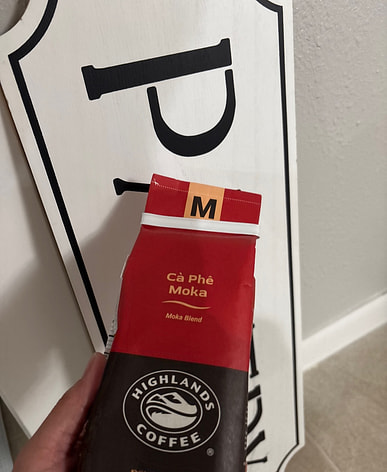 P
M
Cà Phê
Moka
Moka Blend
HIGHLANDS
COFFEE
®